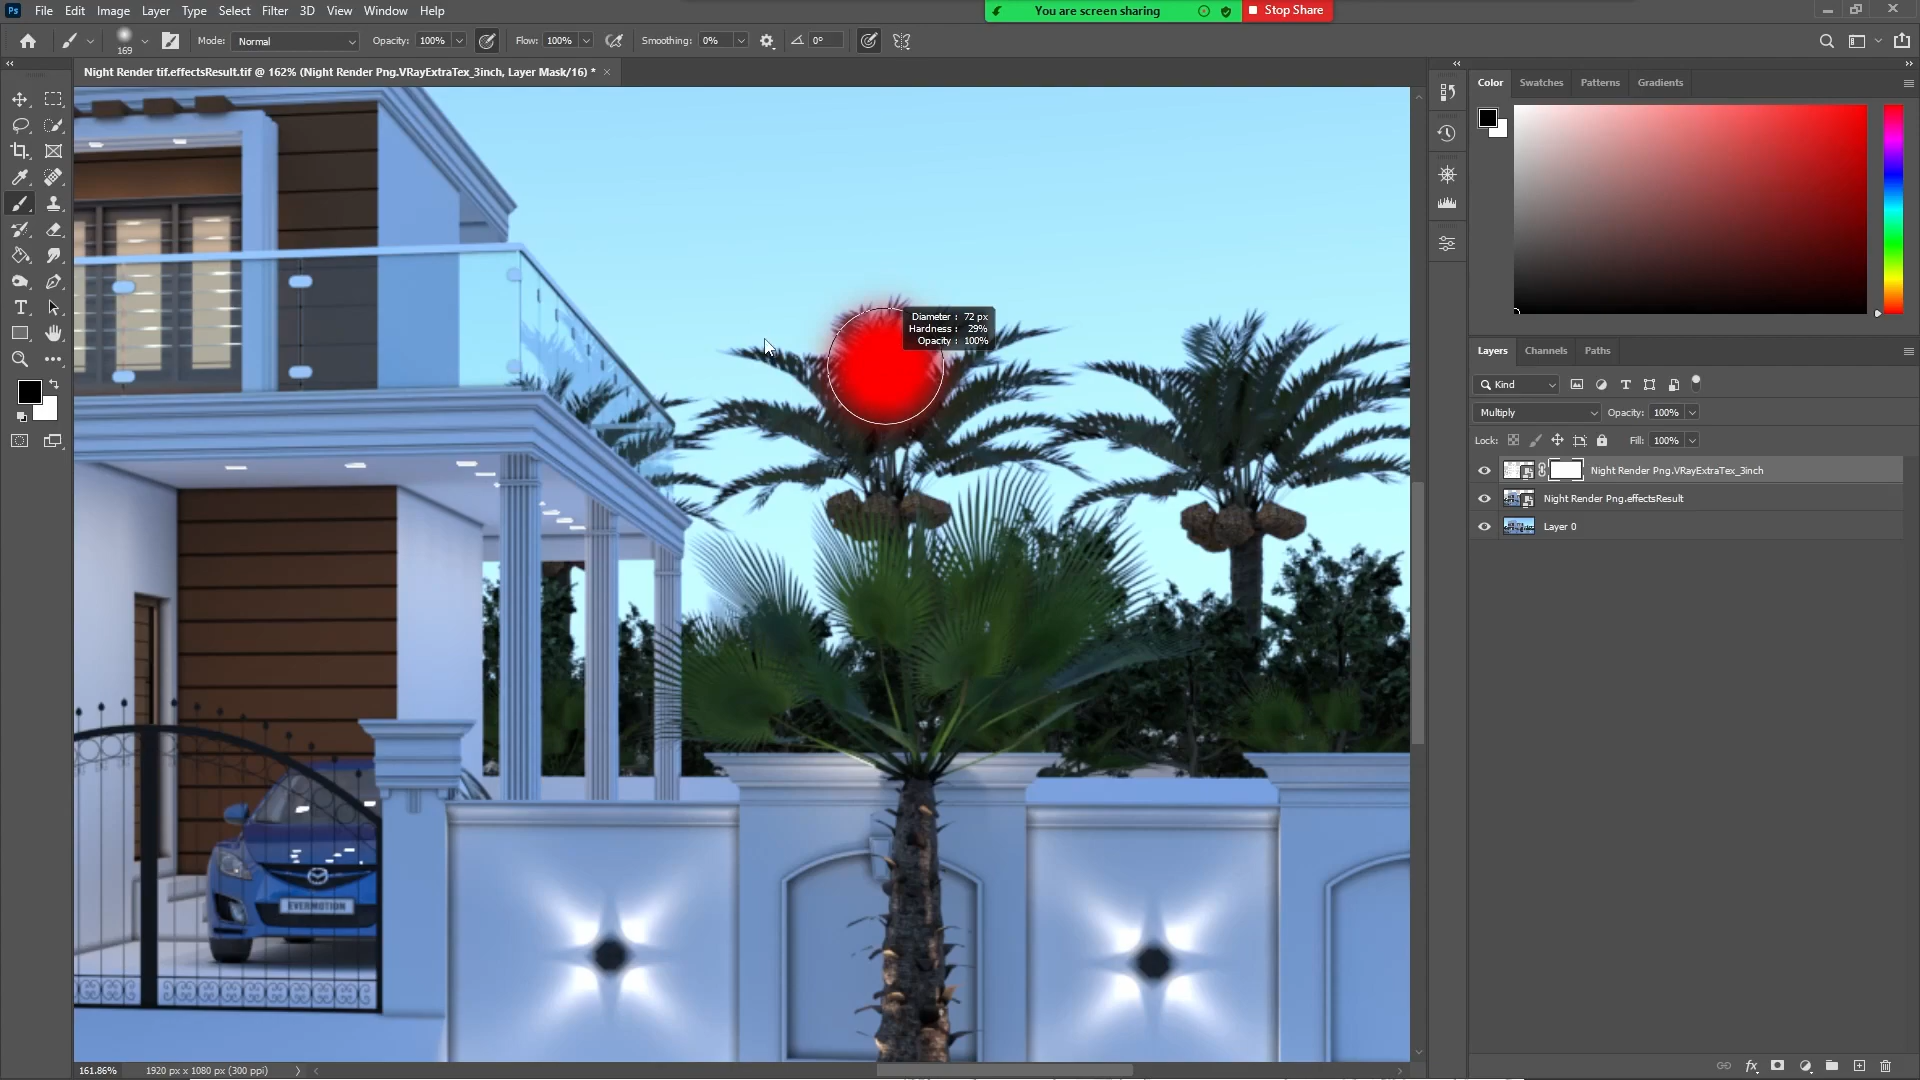 Ps File Edit Image Layer Type Select Filter 3D View Window Help
You are screen sharing Stop Share
169 Mode: Normal Opacity: 100% Flow: 100% Smoothing: 0% 0°
Night Render tif.effectsResult.tif @ 162% (Night Render Png.VRayExtraTex_3inch, Layer Mask/16) *
Color Swatches Patterns Gradients
Diameter : 72 px
Hardness : 29%
Opacity : 100%
Layers Channels Paths
Kind
Multiply Opacity: 100%
Lock: Fill: 100%
Night Render Png.VRayExtraTex_3inch
Night Render Png.effectsResult
Layer 0
EVERMOTION
161.86% 1920 px x 1080 px (300 ppi)